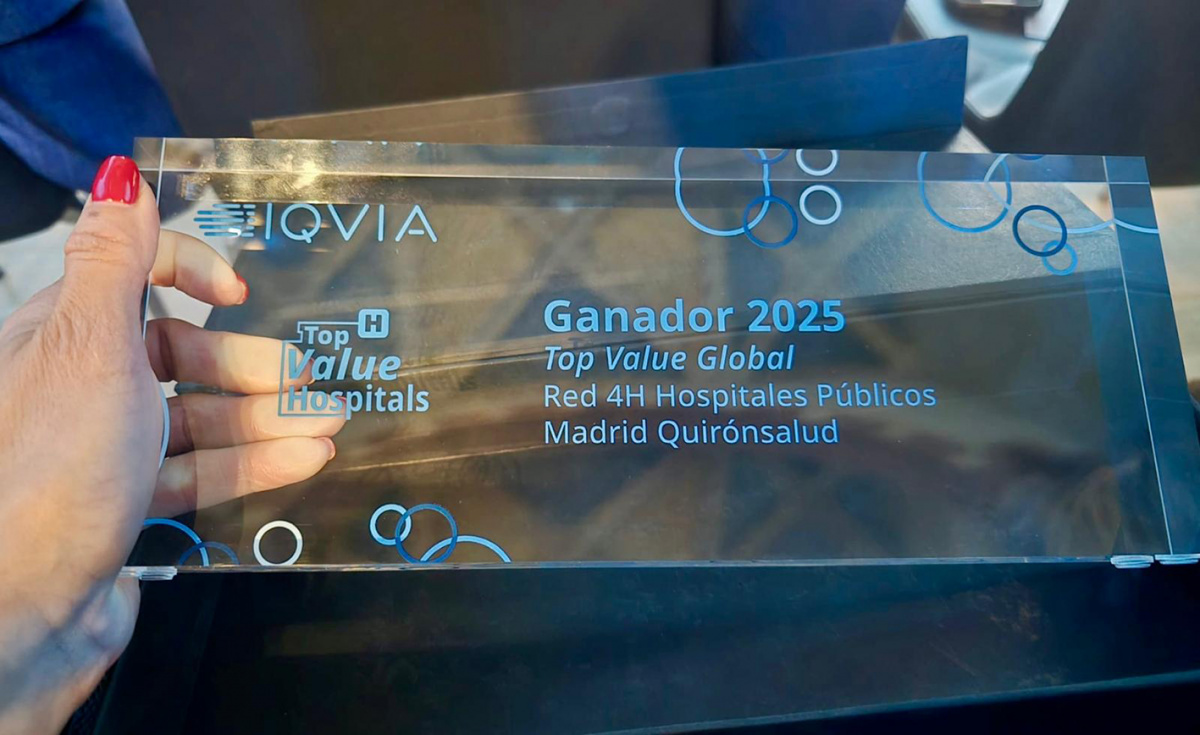 IQVIA
Top H
Value
Hospitals
Ganador 2025
Top Value Global
Red 4H Hospitales Públicos
Madrid Quirónsalud